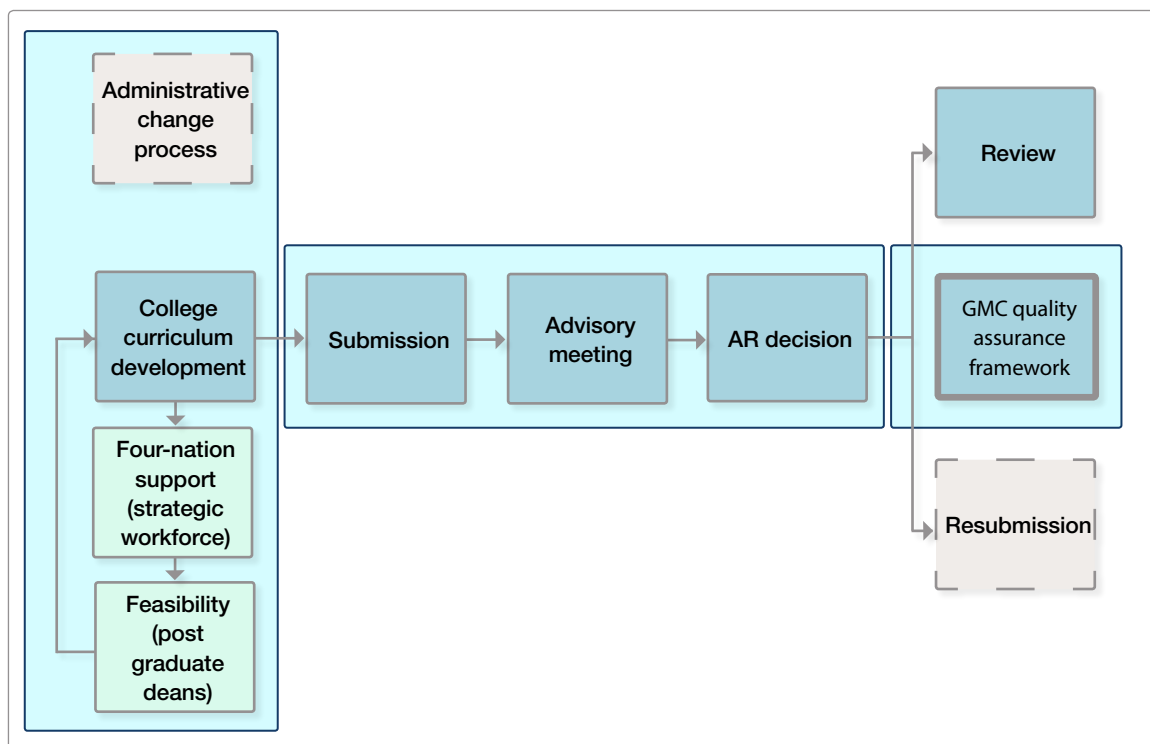 Administrative
change
process
College
curriculum
development
Four-nation
support
(strategic
workforce)
Feasibility
(post
graduate
deans)
Submission
Advisory
meeting
AR decision
Review
GMC quality
assurance
framework
Resubmission